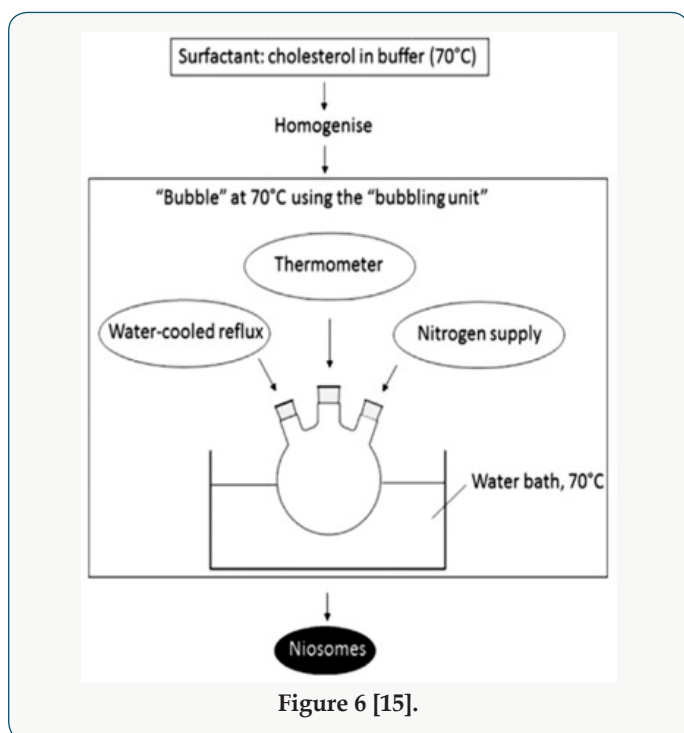 Surfactant: cholesterol in buffer (70°C)
Homogenise
"Bubble" at 70°C using the "bubbling unit"
Thermometer
Water-cooled reflux
Nitrogen supply
Water bath, 70°C
Niosomes
Figure 6 [15].